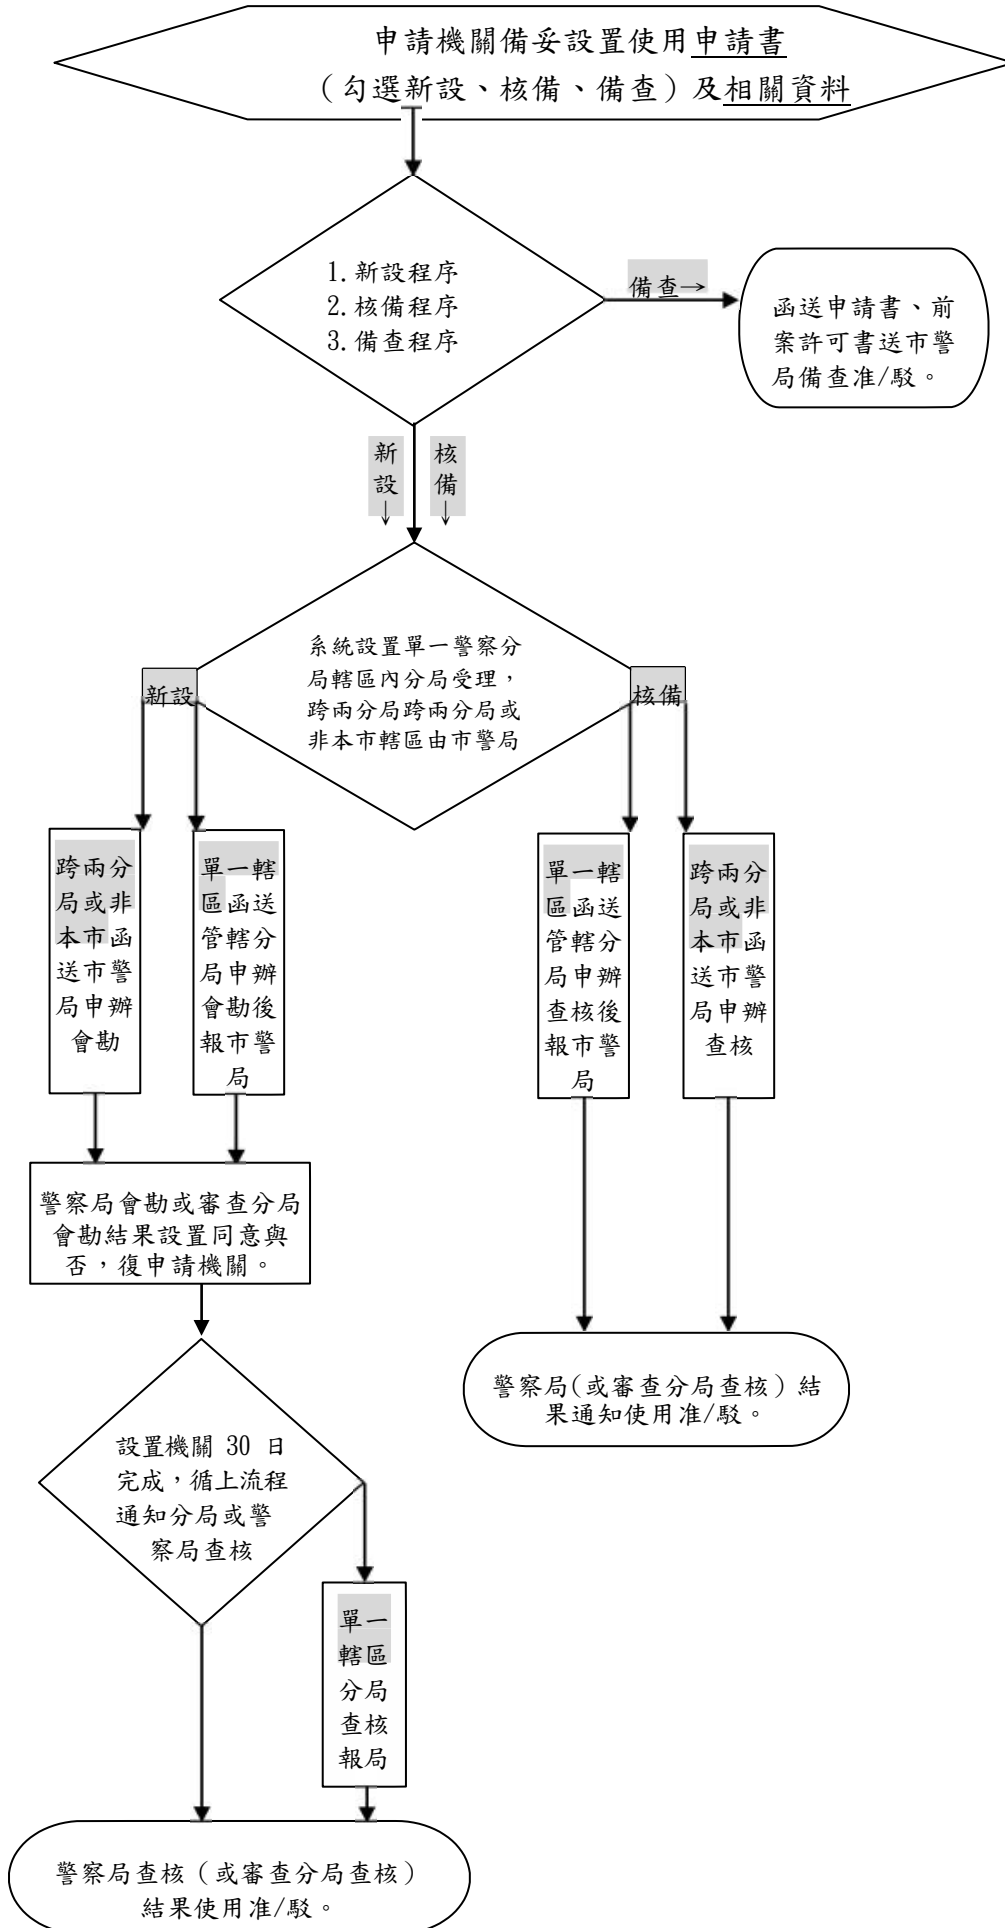 申請機關備妥設置使用申請書
（勾選新設、核備、備查）及相關資料
1.新設程序
2.核備程序
3.備查程序
備查→
函送申請書、前
案許可書送市警
局備查准/駁。
新
設
↓
核
備
↓
系統設置單一警察分
局轄區內分局受理，
跨兩分局跨兩分局或
非本市轄區由市警局
新設
核備
跨兩分
局或非
本市函
送市警
局申辦
會勘
單一轄
區函送
管轄分
局申辦
會勘後
報市警
局
單一轄
區函送
管轄分
局申辦
查核後
報市警
局
跨兩分
局或非
本市函
送市警
局申辦
查核
警察局會勘或審查分局
會勘結果設置同意與
否，復申請機關。
警察局(或審查分局查核）結
果通知使用准/駁。
設置機關 30 日
完成，循上流程
通知分局或警
察局查核
單一
轄區
分局
查核
報局
警察局查核（或審查分局查核）
結果使用准/駁。